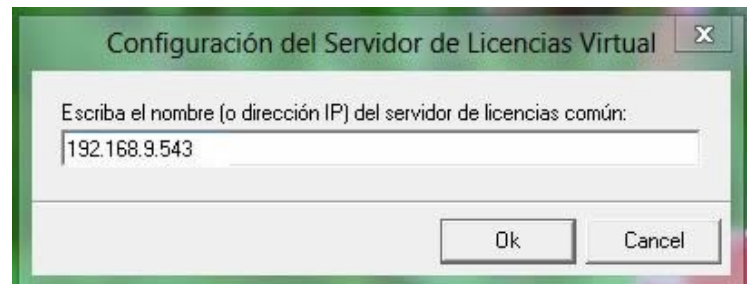 Configuración del Servidor de Licencias Virtual
x
Escriba el nombre (o dirección IP) del servidor de licencias común:
192.168.9.543
Ok
Cancel